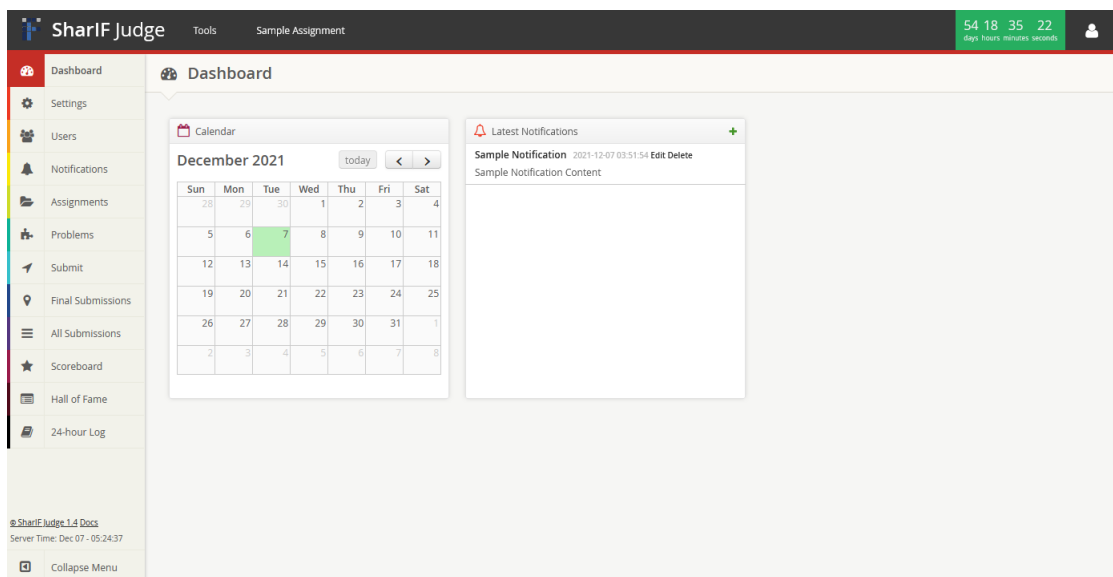 SharIF Judge Tools Sample Assignment 54 18 35 22
days hours minutes seconds
Dashboard
Settings
Users
Notifications
Assignments
Problems
Submit
Final Submissions
All Submissions
Scoreboard
Hall of Fame
24-hour Log
© SharIF Judge 1.4 Docs
Server Time: Dec 07 - 05:24:37
Collapse Menu
Dashboard
Calendar
December 2021 today
Sun Mon Tue Wed Thu Fri Sat
28 29 30 1 2 3 4
5 6 7 8 9 10 11
12 13 14 15 16 17 18
19 20 21 22 23 24 25
26 27 28 29 30 31 1
2 3 4 5 6 7 8
Latest Notifications
Sample Notification 2021-12-07 03:51:54 Edit Delete
Sample Notification Content